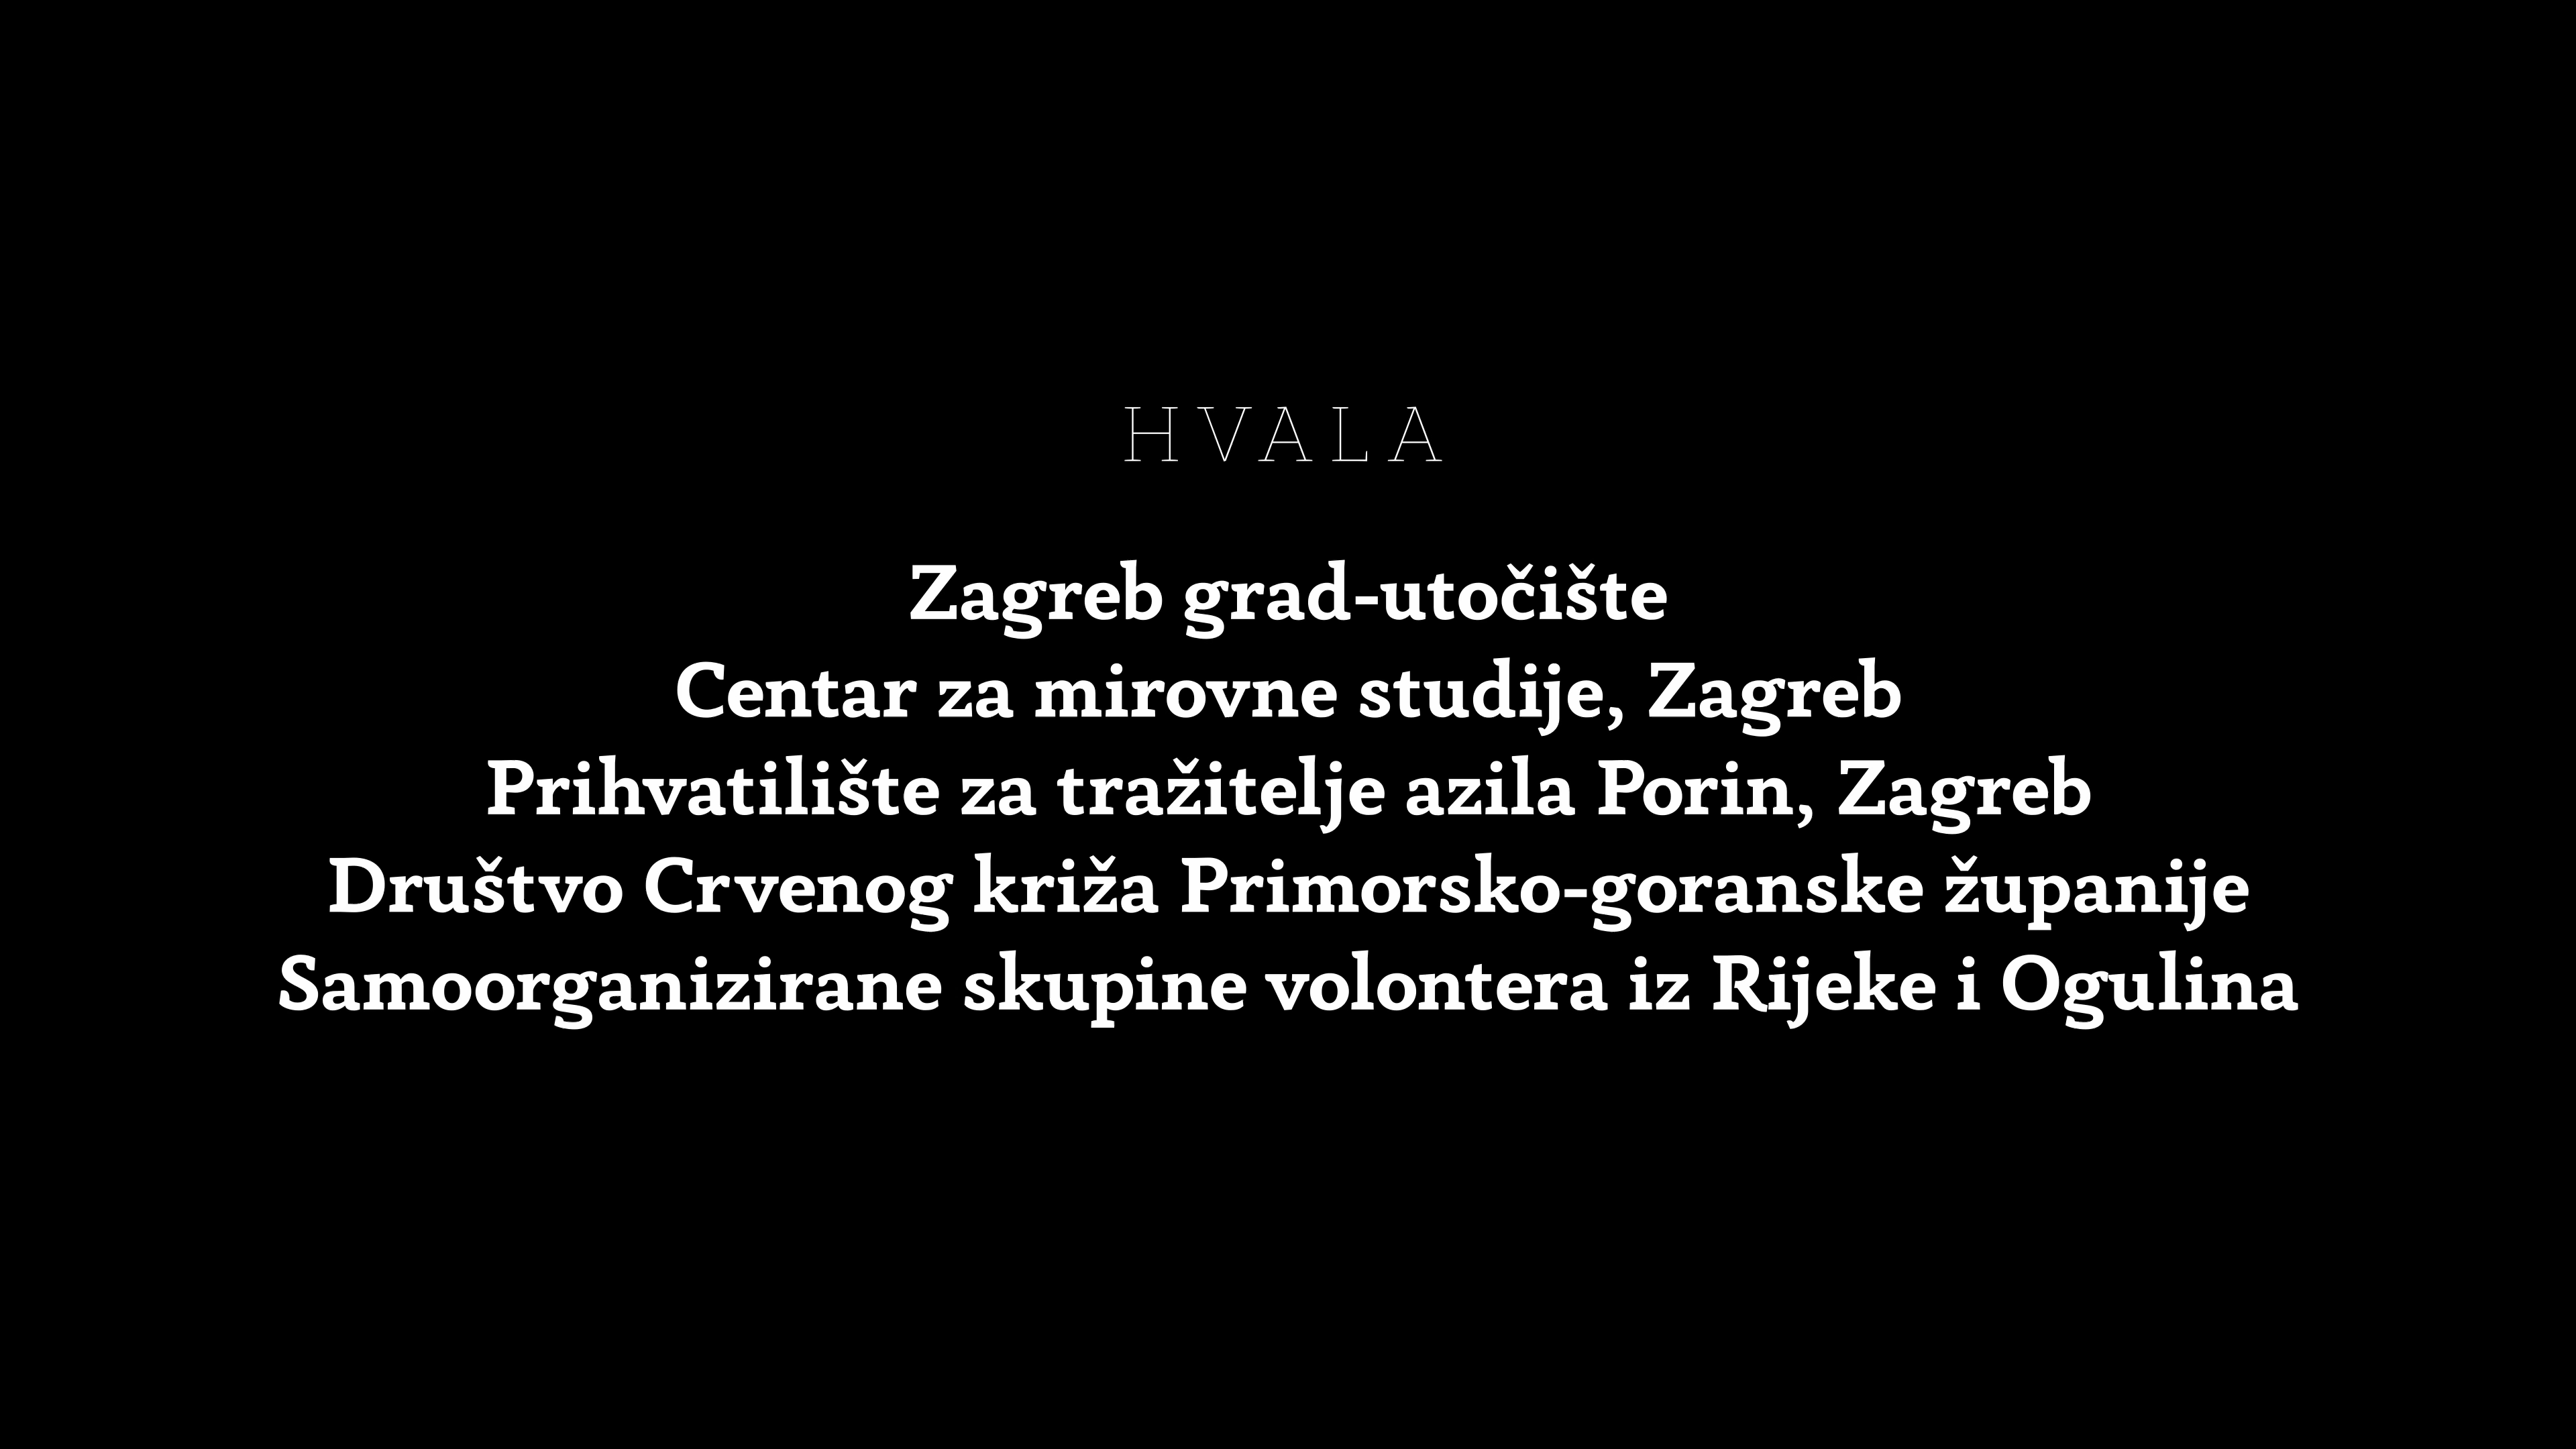 HVALA
Zagreb grad-utočište
Centar za mirovne studije, Zagreb
Prihvatilište za tražitelje azila Porin, Zagreb
Društvo Crvenog križa Primorsko-goranske županije
Samoorganizirane skupine volontera iz Rijeke i Ogulina